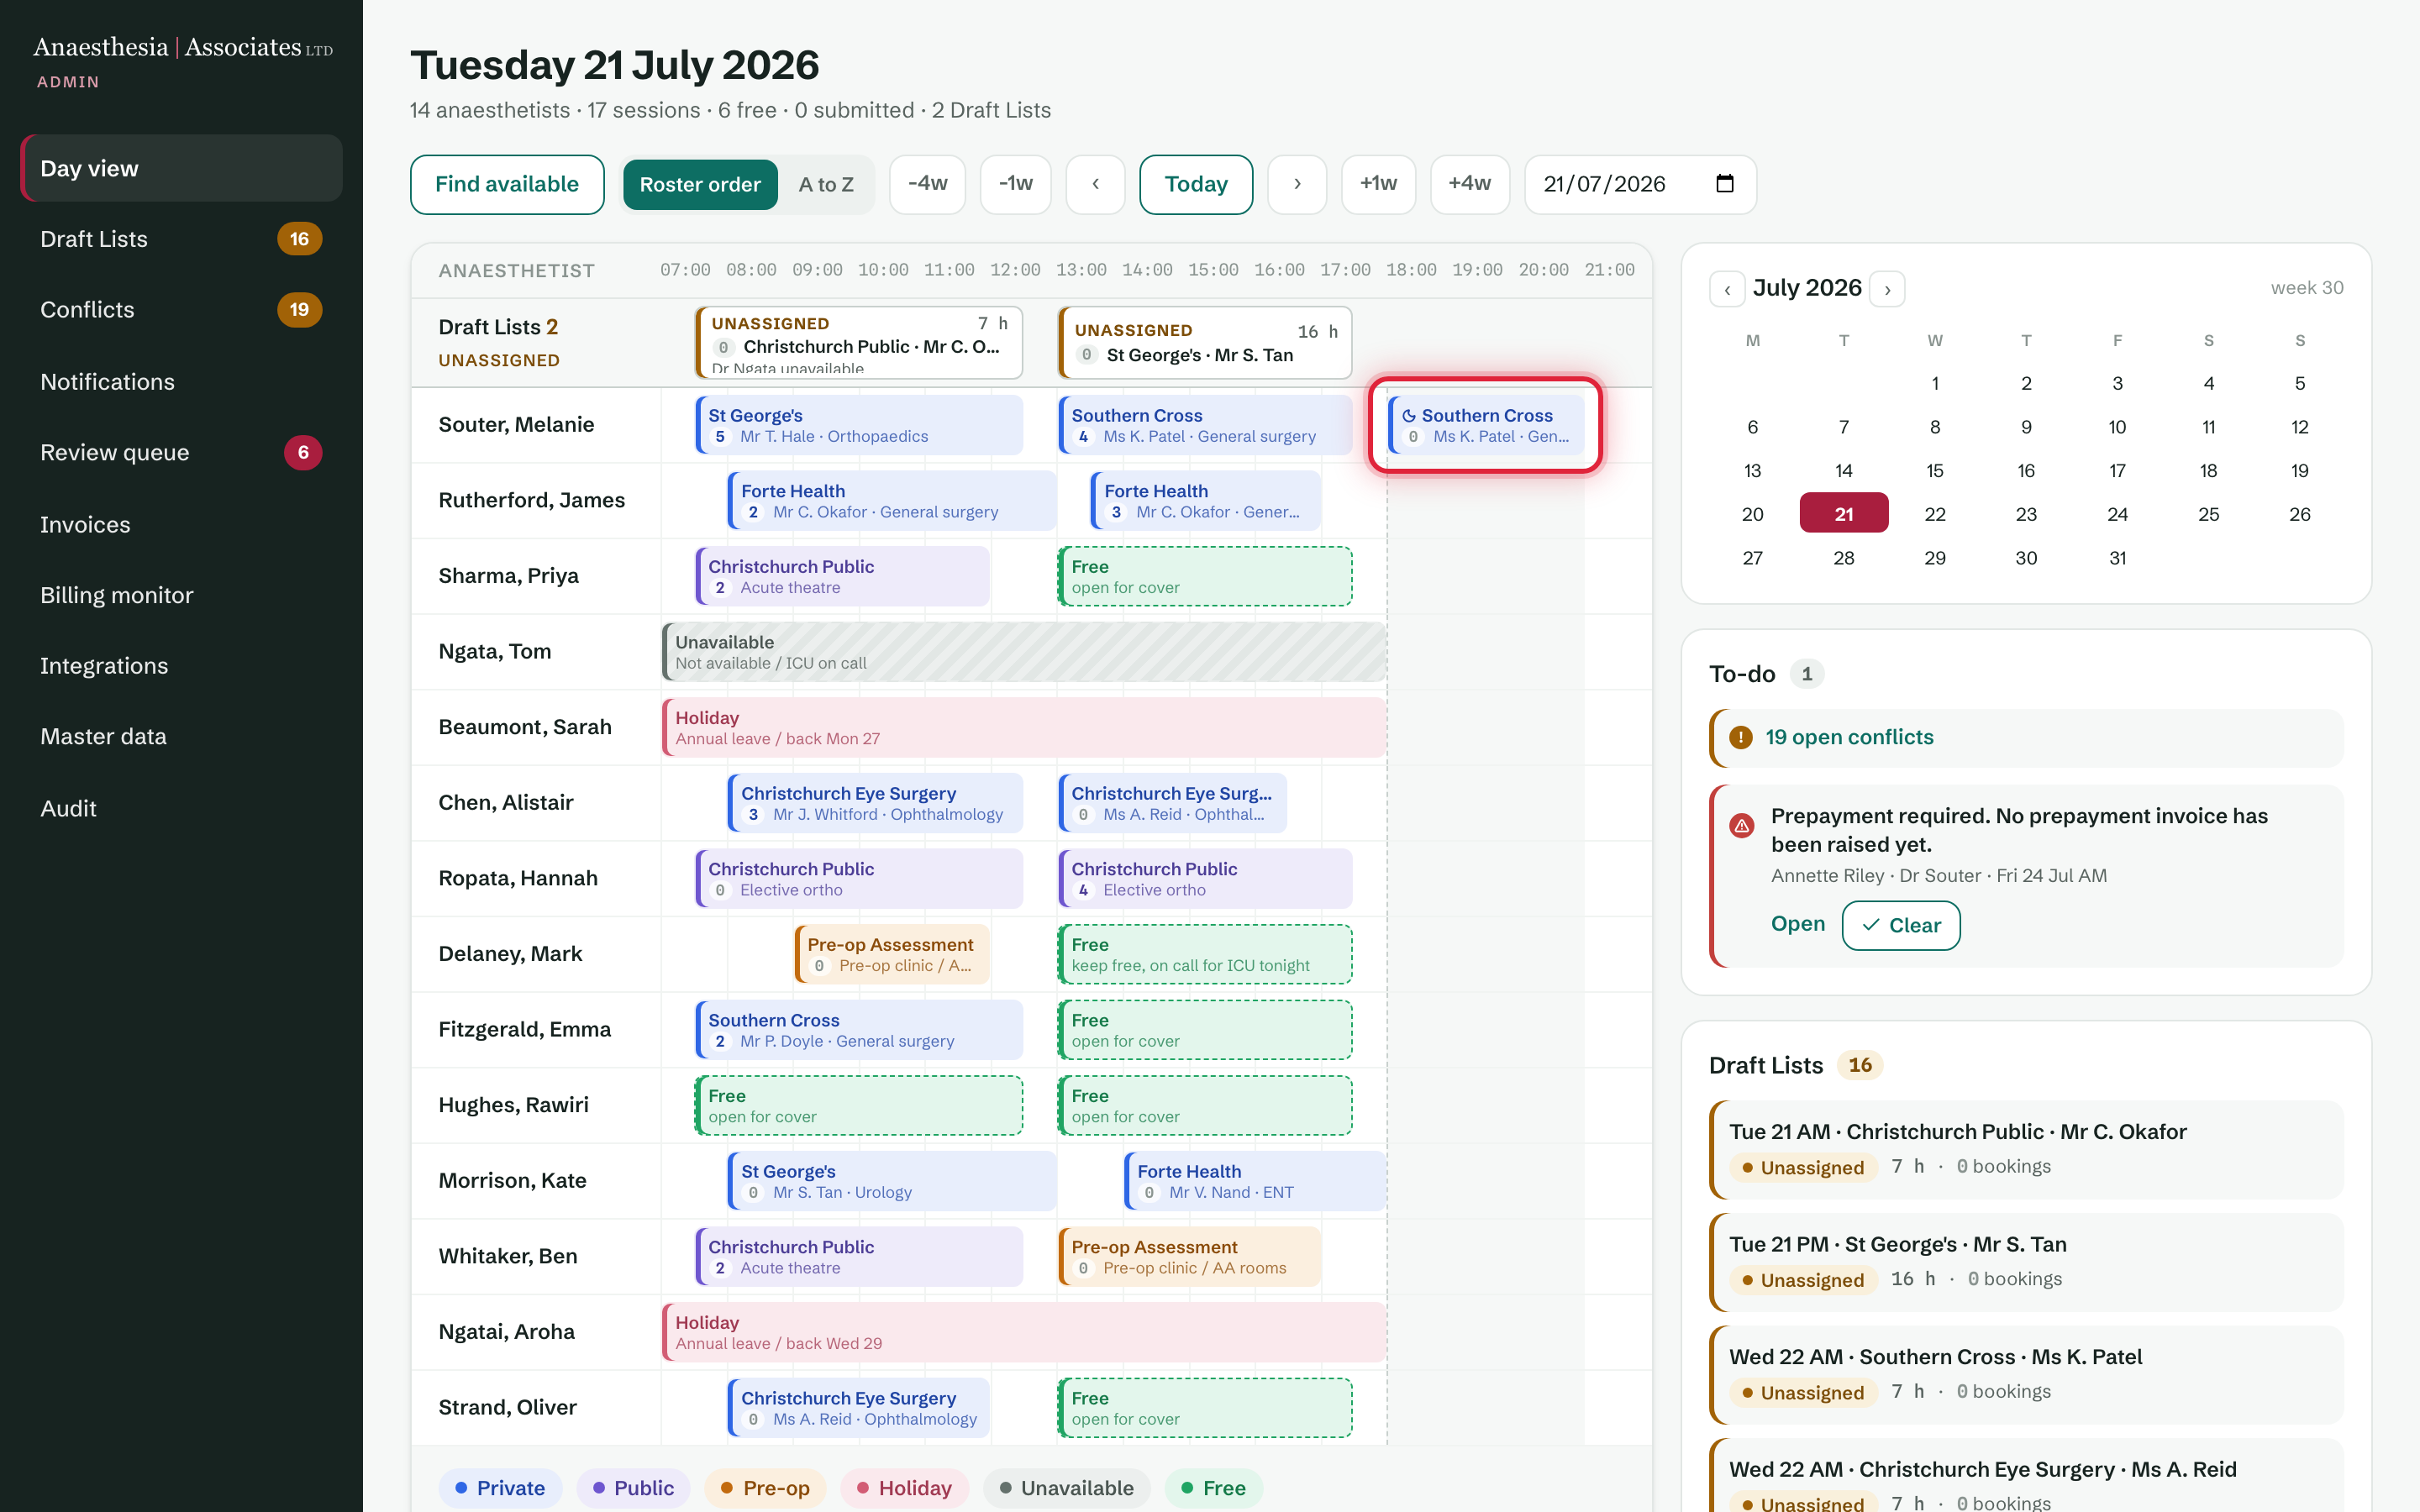 Anaesthesia | Associates LTD
ADMIN
Day view
Draft Lists 16
Conflicts 19
Notifications
Review queue 6
Invoices
Billing monitor
Integrations
Master data
Audit
Tuesday 21 July 2026
14 anaesthetists · 17 sessions · 6 free · 0 submitted · 2 Draft Lists
Find available
Roster order A to Z
-4w
-1w
‹
Today
›
+1w
+4w
21/07/2026
ANAESTHETIST 07:00 08:00 09:00 10:00 11:00 12:00 13:00 14:00 15:00 16:00 17:00 18:00 19:00 20:00 21:00
Draft Lists 2
UNASSIGNED
UNASSIGNED 7 h
0 Christchurch Public · Mr C. O...
Dr Ngata unavailable
UNASSIGNED 16 h
0 St George's · Mr S. Tan
Souter, Melanie
St George's
5 Mr T. Hale · Orthopaedics
Southern Cross
4 Ms K. Patel · General surgery
Southern Cross
0 Ms K. Patel · Gen...
Rutherford, James
Forte Health
2 Mr C. Okafor · General surgery
Forte Health
3 Mr C. Okafor · Gener...
Sharma, Priya
Christchurch Public
2 Acute theatre
Free
open for cover
Ngata, Tom
Unavailable
Not available / ICU on call
Beaumont, Sarah
Holiday
Annual leave / back Mon 27
Chen, Alistair
Christchurch Eye Surgery
3 Mr J. Whitford · Ophthalmology
Christchurch Eye Surg...
0 Ms A. Reid · Ophthal...
Ropata, Hannah
Christchurch Public
0 Elective ortho
Christchurch Public
4 Elective ortho
Delaney, Mark
Pre-op Assessment
0 Pre-op clinic / A...
Free
keep free, on call for ICU tonight
Fitzgerald, Emma
Southern Cross
2 Mr P. Doyle · General surgery
Free
open for cover
Hughes, Rawiri
Free
open for cover
Free
open for cover
Morrison, Kate
St George's
0 Mr S. Tan · Urology
Forte Health
0 Mr V. Nand · ENT
Whitaker, Ben
Christchurch Public
2 Acute theatre
Pre-op Assessment
0 Pre-op clinic / AA rooms
Ngatai, Aroha
Holiday
Annual leave / back Wed 29
Strand, Oliver
Christchurch Eye Surgery
0 Ms A. Reid · Ophthalmology
Free
open for cover
Private Public Pre-op Holiday Unavailable Free
‹ July 2026 › week 30
M T W T F S S
1 2 3 4 5
6 7 8 9 10 11 12
13 14 15 16 17 18 19
20 21 22 23 24 25 26
27 28 29 30 31
To-do 1
19 open conflicts
Prepayment required. No prepayment invoice has
been raised yet.
Annette Riley · Dr Souter · Fri 24 Jul AM
Open ✓ Clear
Draft Lists 16
Tue 21 AM · Christchurch Public · Mr C. Okafor
Unassigned 7 h · 0 bookings
Tue 21 PM · St George's · Mr S. Tan
Unassigned 16 h · 0 bookings
Wed 22 AM · Southern Cross · Ms K. Patel
Unassigned 7 h · 0 bookings
Wed 22 AM · Christchurch Eye Surgery · Ms A. Reid
Unassigned 7 h · 0 bookings